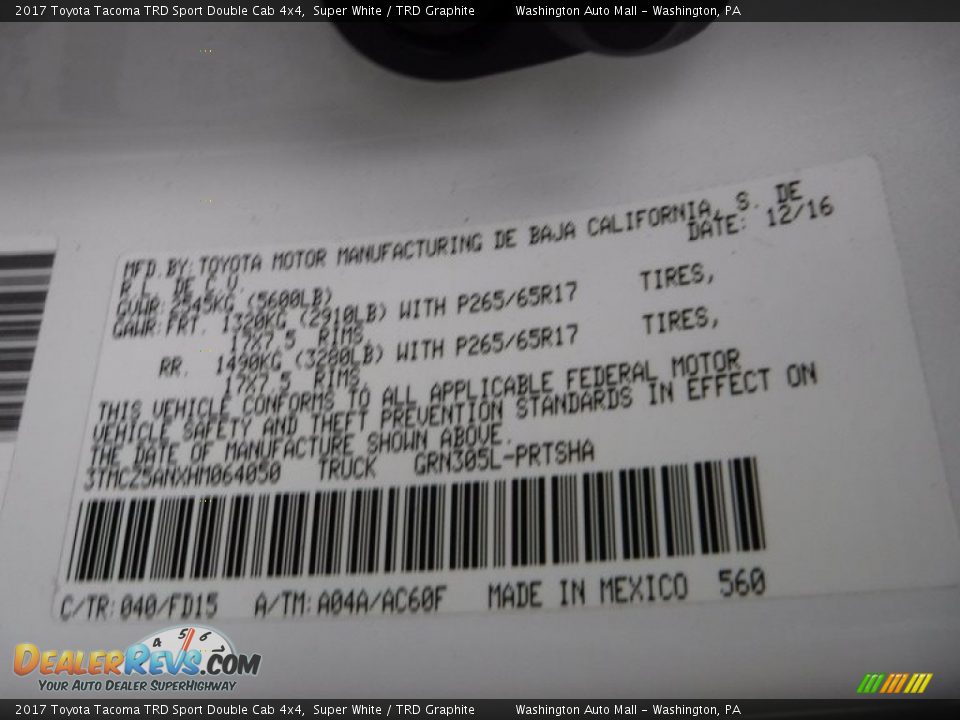 2017 Toyota Tacoma TRD Sport Double Cab 4x4, Super White / TRD Graphite Washington Auto Mall - Washington, PA
MFD. BY: TOYOTA MOTOR MANUFACTURING DE BAJA CALIFORNIA, S. DE
R.L. DE C.V. DATE: 12/16
GVWR: 2545KG (5600LB)
GAWR: FRT. 1320KG (2910LB) WITH P265/65R17 TIRES,
17X7.5 RIMS,
RR. 1490KG (3280LB) WITH P265/65R17 TIRES,
17X7.5 RIMS,
THIS VEHICLE CONFORMS TO ALL APPLICABLE FEDERAL MOTOR
VEHICLE SAFETY AND THEFT PREVENTION STANDARDS IN EFFECT ON
THE DATE OF MANUFACTURE SHOWN ABOVE.
3TMCZ5ANXHM064050 TRUCK GRN305L-PRTSHA
C/TR: 040/FD15 A/TM: A04A/AC60F MADE IN MEXICO 560
4 5 6 7
DEALERREVS.COM
YOUR AUTO DEALER SUPERHIGHWAY
2017 Toyota Tacoma TRD Sport Double Cab 4x4, Super White / TRD Graphite Washington Auto Mall - Washington, PA